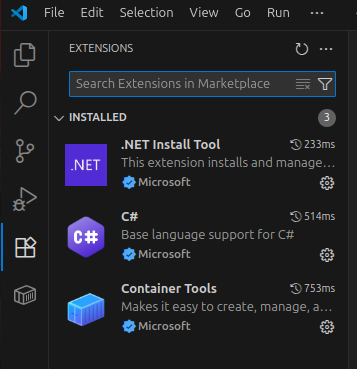 File Edit Selection View Go Run ...
EXTENSIONS
Search Extensions in Marketplace
INSTALLED 3
.NET
.NET Install Tool 233ms
This extension installs and manage...
Microsoft
C#
C# 514ms
Base language support for C#
Microsoft
Container Tools 753ms
Makes it easy to create, manage, a...
Microsoft